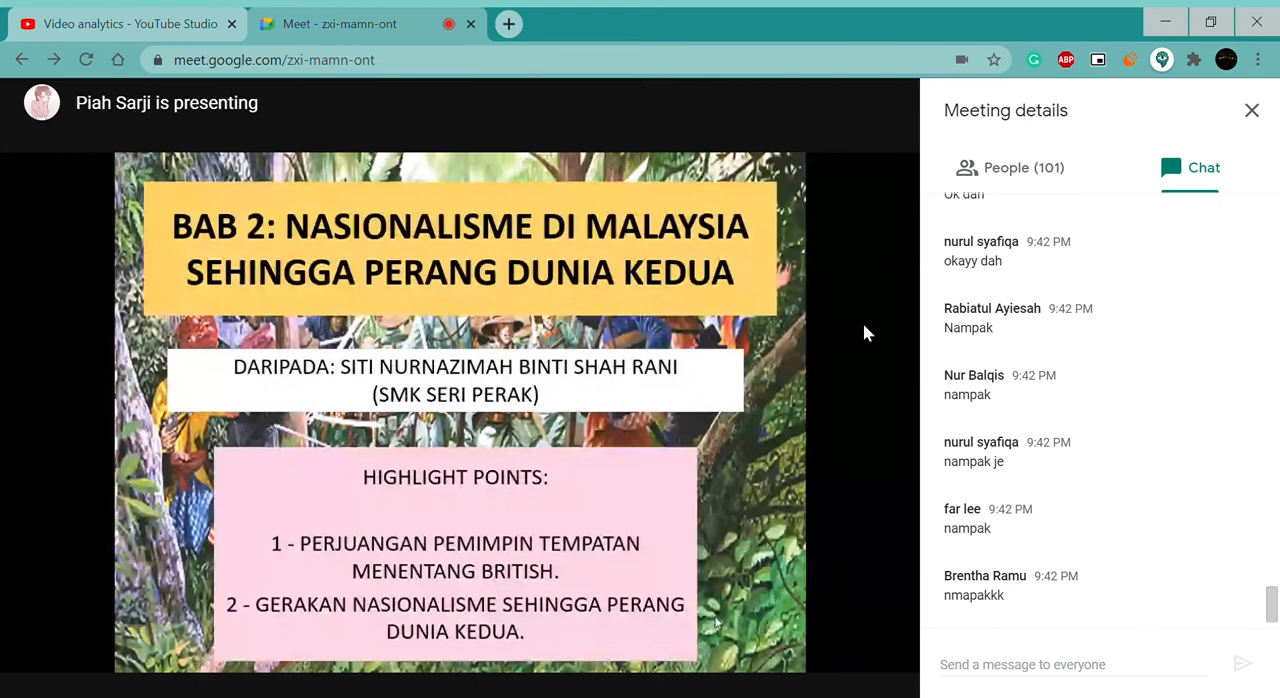 Video analytics - YouTube Studio
Meet - zxi-mamn-ont
meet.google.com/zxi-mamn-ont
ABP
Piah Sarji is presenting
BAB 2: NASIONALISME DI MALAYSIA
SEHINGGA PERANG DUNIA KEDUA
DARIPADA: SITI NURNAZIMAH BINTI SHAH RANI
(SMK SERI PERAK)
HIGHLIGHT POINTS:
1 - PERJUANGAN PEMIMPIN TEMPATAN
MENENTANG BRITISH.
2 - GERAKAN NASIONALISME SEHINGGA PERANG
DUNIA KEDUA.
Meeting details
People (101)
Chat
Ok dah
nurul syafiqa 9:42 PM
okayy dah
Rabiatul Ayiesah 9:42 PM
Nampak
Nur Balqis 9:42 PM
nampak
nurul syafiqa 9:42 PM
nampak je
far lee 9:42 PM
nampak
Brentha Ramu 9:42 PM
nmapakkk
Send a message to everyone